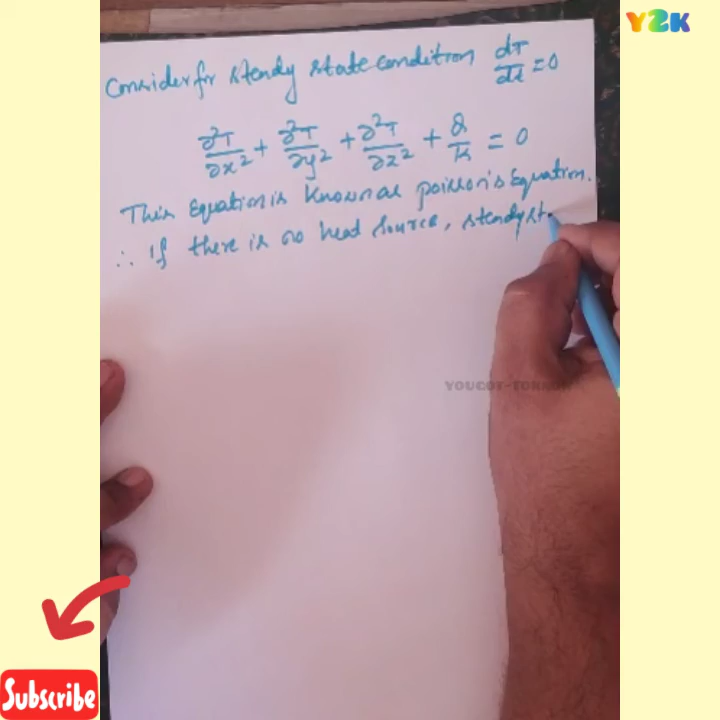 Y2K
Consider for steady state condition dT/dt = 0
∂²T/∂x² + ∂²T/∂y² + ∂²T/∂z² + q/k = 0
This Equation is Known as poisson's Equation.
∴ If there is no heat source, steady st
YOUGOT-
Subscribe